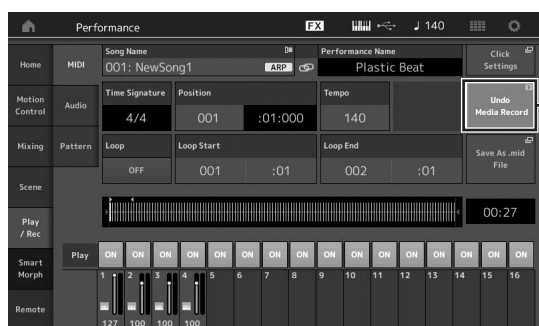 Performance FX 140
Home MIDI Song Name Performance Name Click Settings
001: NewSong1 ARP Plastic Beat
Motion Control Audio Time Signature Position Tempo Undo Media Record
4/4 001 :01:000 140
Mixing Pattern Loop Loop Start Loop End Save As .mid File
OFF 001 :01 002 :01
Scene
Play / Rec 00:27
Smart Morph Play ON ON ON ON ON ON ON ON ON ON ON ON ON ON ON ON
1 2 3 4 5 6 7 8 9 10 11 12 13 14 15 16
Remote 127 100 100 100